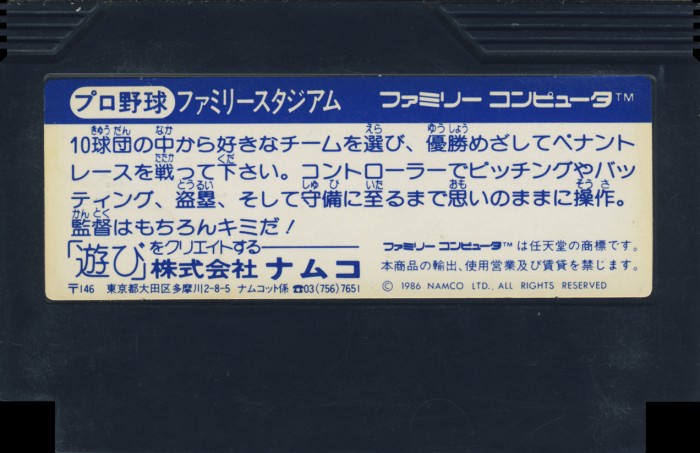 プロ野球 ファミリースタジアム ファミリー コンピュータ™
10球団の中から好きなチームを選び、優勝めざしてペナント
レースを戦って下さい。コントローラーでピッチングやバッ
ティング、盗塁、そして守備に至るまで思いのままに操作。
監督はもちろんキミだ!
「遊び」をクリエイトする
株式会社 ナムコ
〒146 東京都大田区多摩川2-8-5 ナムコット係 ☎03(756)7651
ファミリー コンピュータ™ は任天堂の商標です。
本商品の輸出、使用営業及び賃貸を禁じます。
© 1986 NAMCO LTD., ALL RIGHTS RESERVED